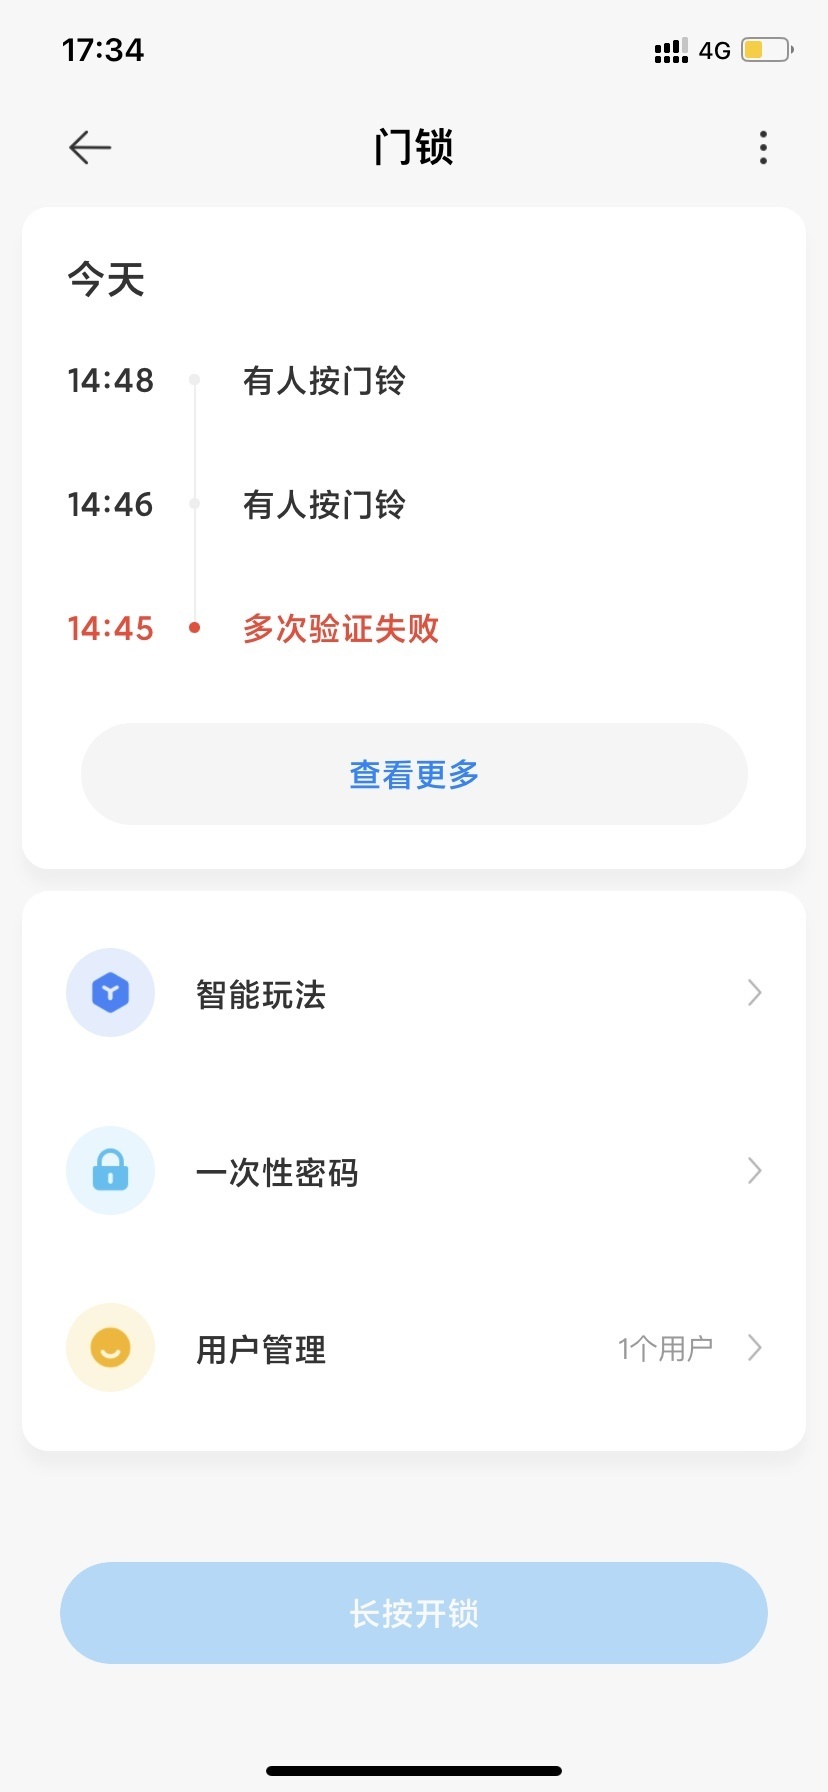 17:34 4G
门锁
今天
14:48 有人按门铃
14:46 有人按门铃
14:45 多次验证失败
查看更多
智能玩法
一次性密码
用户管理 1个用户
长按开锁